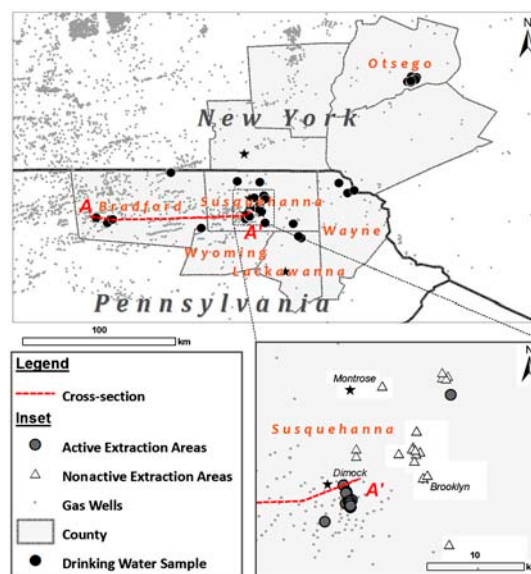 N
Otsego
New York
A
Bradford
Susquehanna
A'
Wayne
Wyoming
Lackawanna
Pennsylvania
100
km
Legend
Cross-section
Inset
Active Extraction Areas
Nonactive Extraction Areas
Gas Wells
County
Drinking Water Sample
N
Montrose
Susquehanna
Dimock
A'
Brooklyn
10